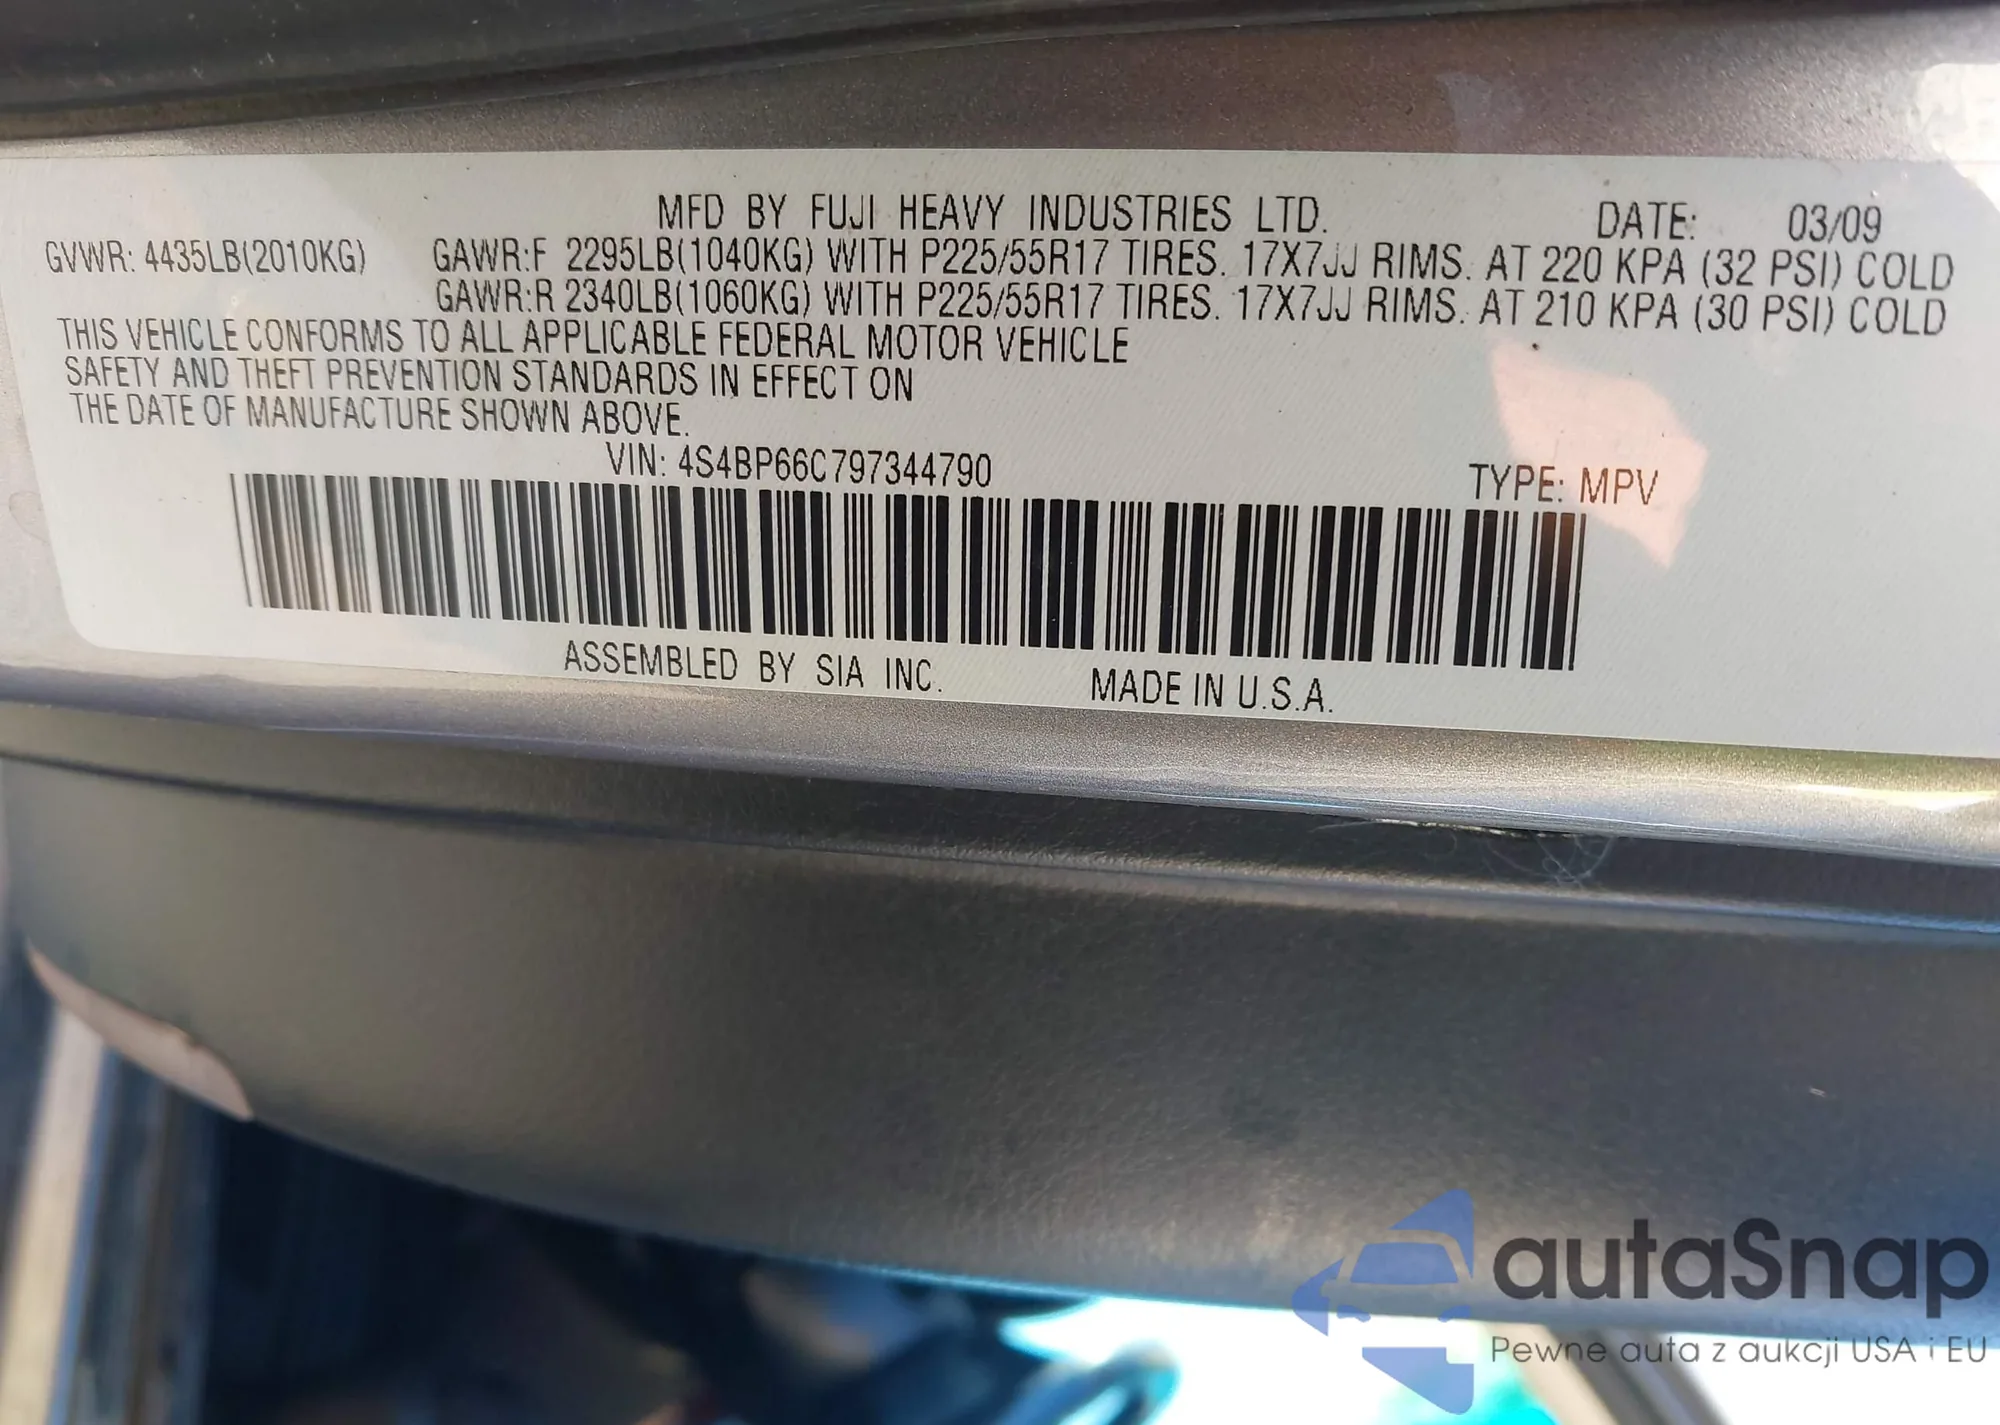 MFD BY FUJI HEAVY INDUSTRIES LTD. DATE: 03/09
GVWR: 4435LB(2010KG) GAWR:F 2295LB(1040KG) WITH P225/55R17 TIRES. 17X7JJ RIMS. AT 220 KPA (32 PSI) COLD
GAWR:R 2340LB(1060KG) WITH P225/55R17 TIRES. 17X7JJ RIMS. AT 210 KPA (30 PSI) COLD
THIS VEHICLE CONFORMS TO ALL APPLICABLE FEDERAL MOTOR VEHICLE
SAFETY AND THEFT PREVENTION STANDARDS IN EFFECT ON
THE DATE OF MANUFACTURE SHOWN ABOVE.
VIN: 4S4BP66C797344790 TYPE: MPV
ASSEMBLED BY SIA INC. MADE IN U.S.A.
autaSnap
Pewne auta z aukcji USA i EU